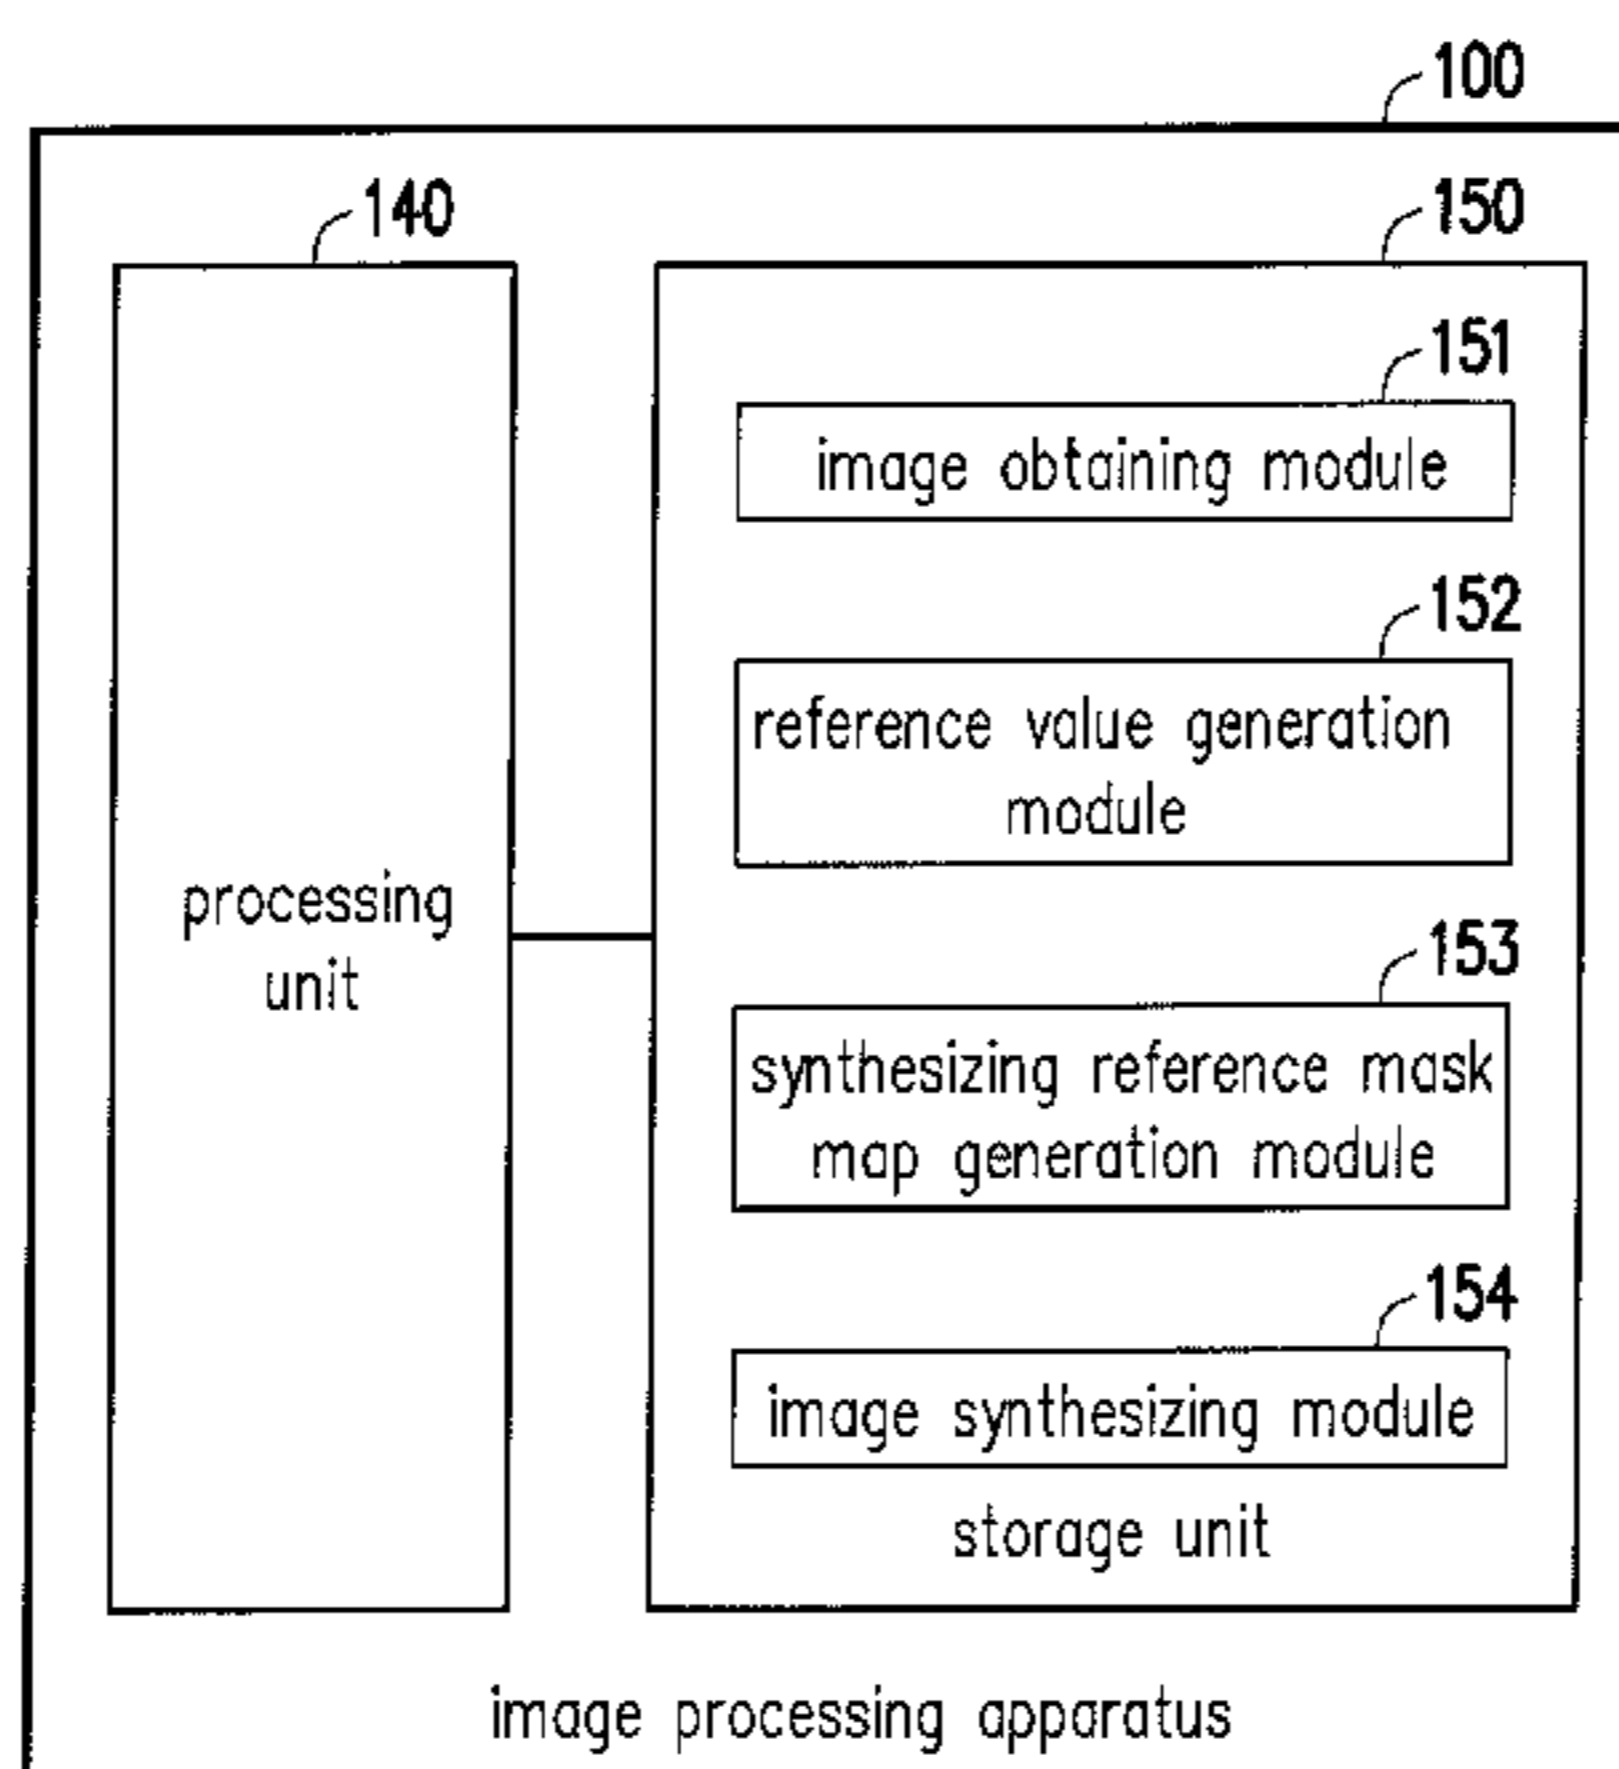 100
140
150
151
image obtaining module
152
reference value generation
module
processing
unit
153
synthesizing reference mask
map generation module
154
image synthesizing module
storage unit
image processing apparatus